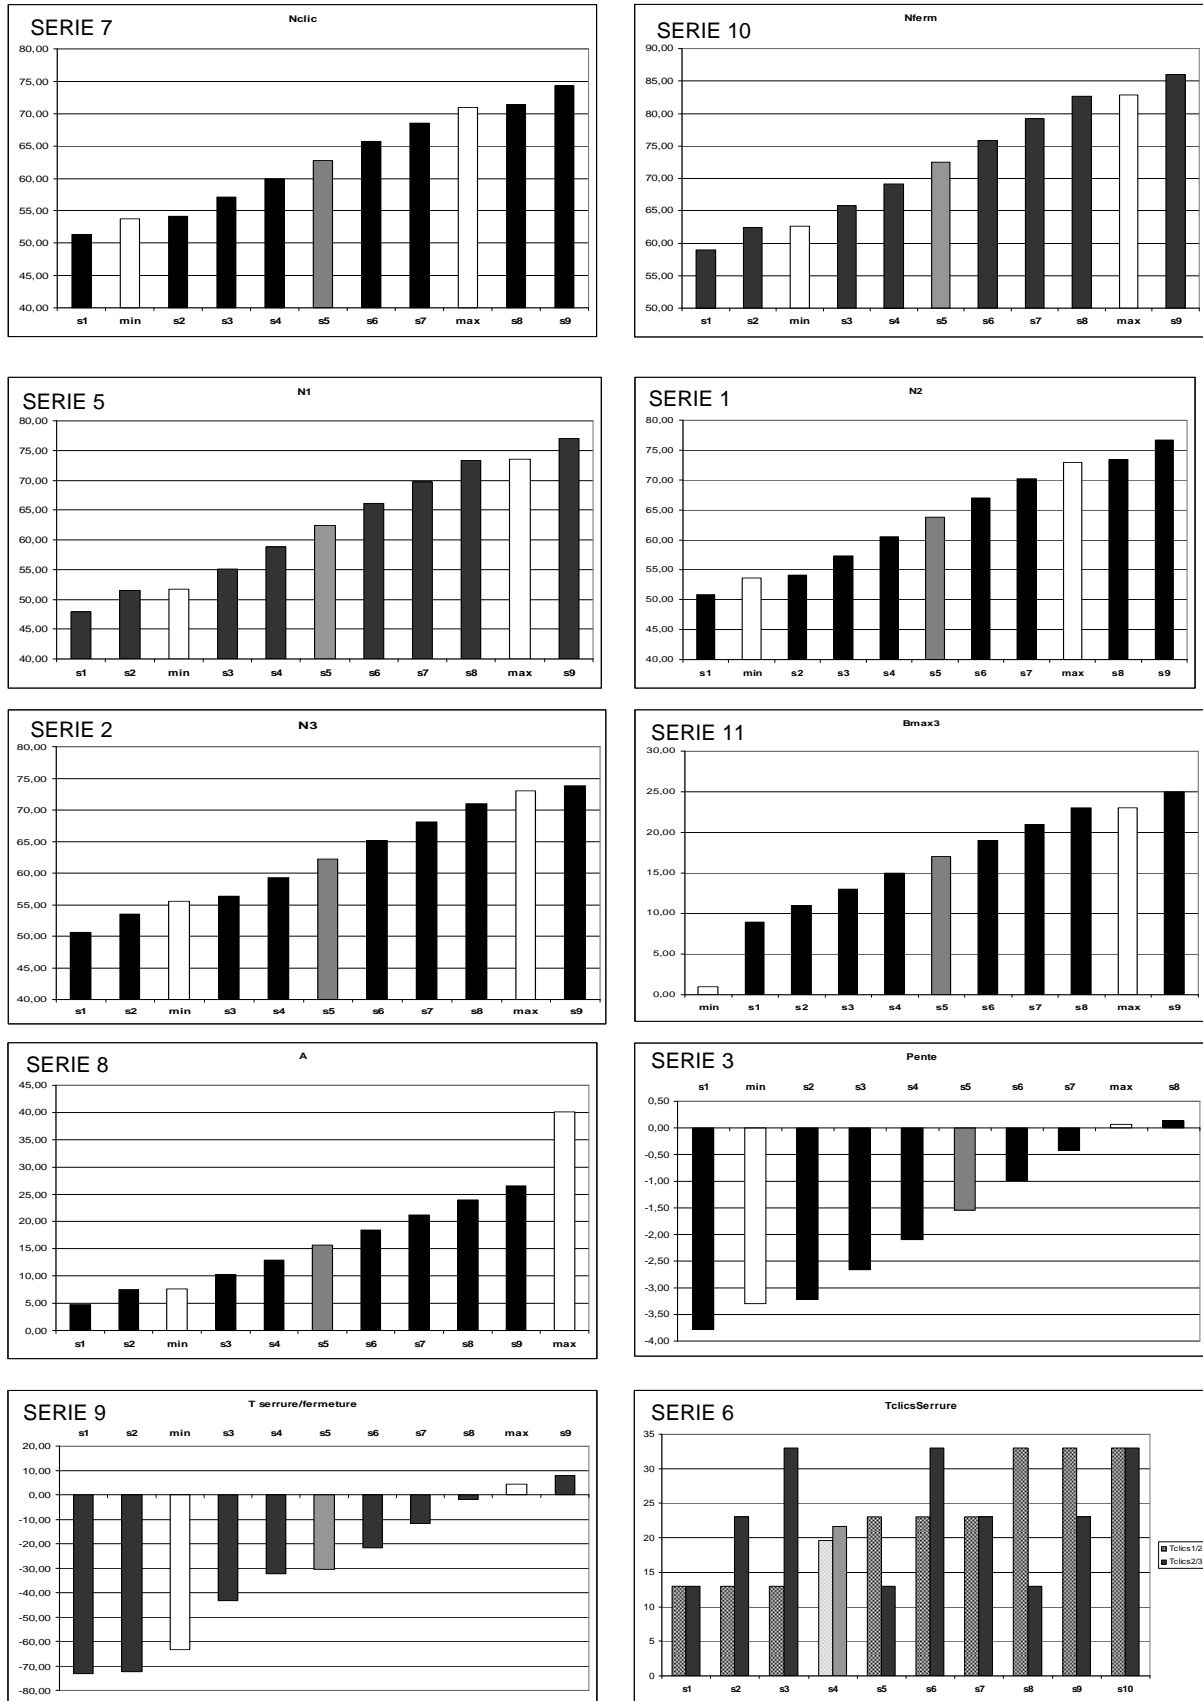 SERIE 7
Nclic
80,00
75,00
70,00
65,00
60,00
55,00
50,00
45,00
40,00
s1 min s2 s3 s4 s5 s6 s7 max s8 s9
SERIE 10
Nferm
90,00
85,00
80,00
75,00
70,00
65,00
60,00
55,00
50,00
s1 s2 min s3 s4 s5 s6 s7 s8 max s9
SERIE 5
N1
80,00
75,00
70,00
65,00
60,00
55,00
50,00
45,00
40,00
s1 s2 min s3 s4 s5 s6 s7 s8 max s9
SERIE 1
N2
80,00
75,00
70,00
65,00
60,00
55,00
50,00
45,00
40,00
s1 min s2 s3 s4 s5 s6 s7 max s8 s9
SERIE 2
N3
80,00
75,00
70,00
65,00
60,00
55,00
50,00
45,00
40,00
s1 s2 min s3 s4 s5 s6 s7 s8 max s9
SERIE 11
Bmax3
30,00
25,00
20,00
15,00
10,00
5,00
0,00
min s1 s2 s3 s4 s5 s6 s7 s8 max s9
SERIE 8
A
45,00
40,00
35,00
30,00
25,00
20,00
15,00
10,00
5,00
0,00
s1 s2 min s3 s4 s5 s6 s7 s8 s9 max
SERIE 3
Pente
s1 min s2 s3 s4 s5 s6 s7 max s8
0,50
0,00
-0,50
-1,00
-1,50
-2,00
-2,50
-3,00
-3,50
-4,00
SERIE 9
T serrure/fermeture
s1 s2 min s3 s4 s5 s6 s7 s8 max s9
20,00
10,00
0,00
-10,00
-20,00
-30,00
-40,00
-50,00
-60,00
-70,00
-80,00
SERIE 6
TclicsSerrure
35
30
25
20
15
10
5
0
s1 s2 s3 s4 s5 s6 s7 s8 s9 s10
Tclics1/2
Tclics2/3